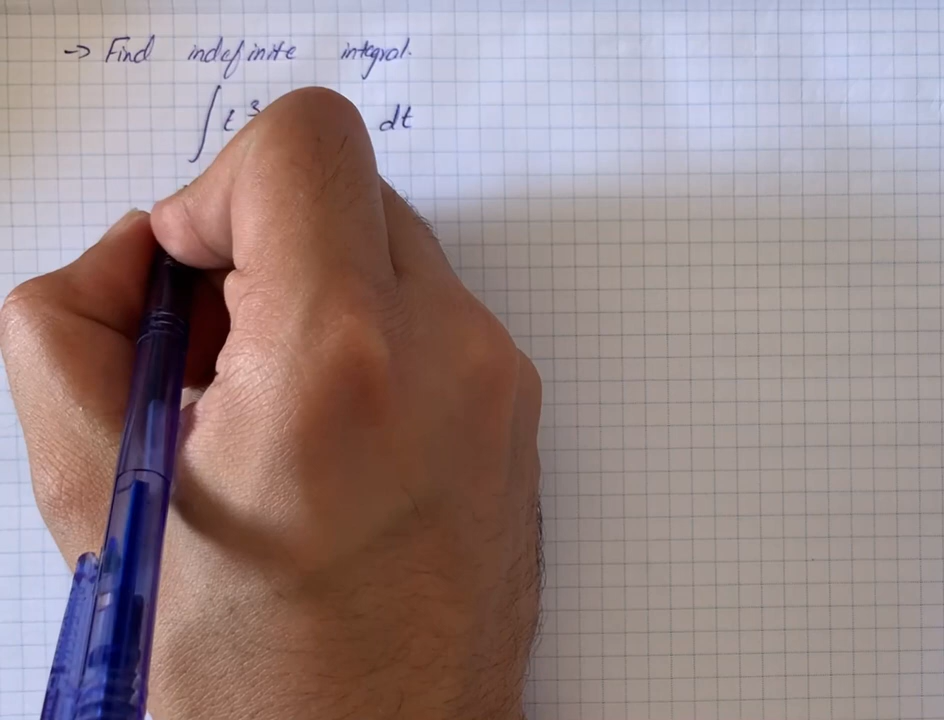 → Find indefinite integral.
∫ t³ dt